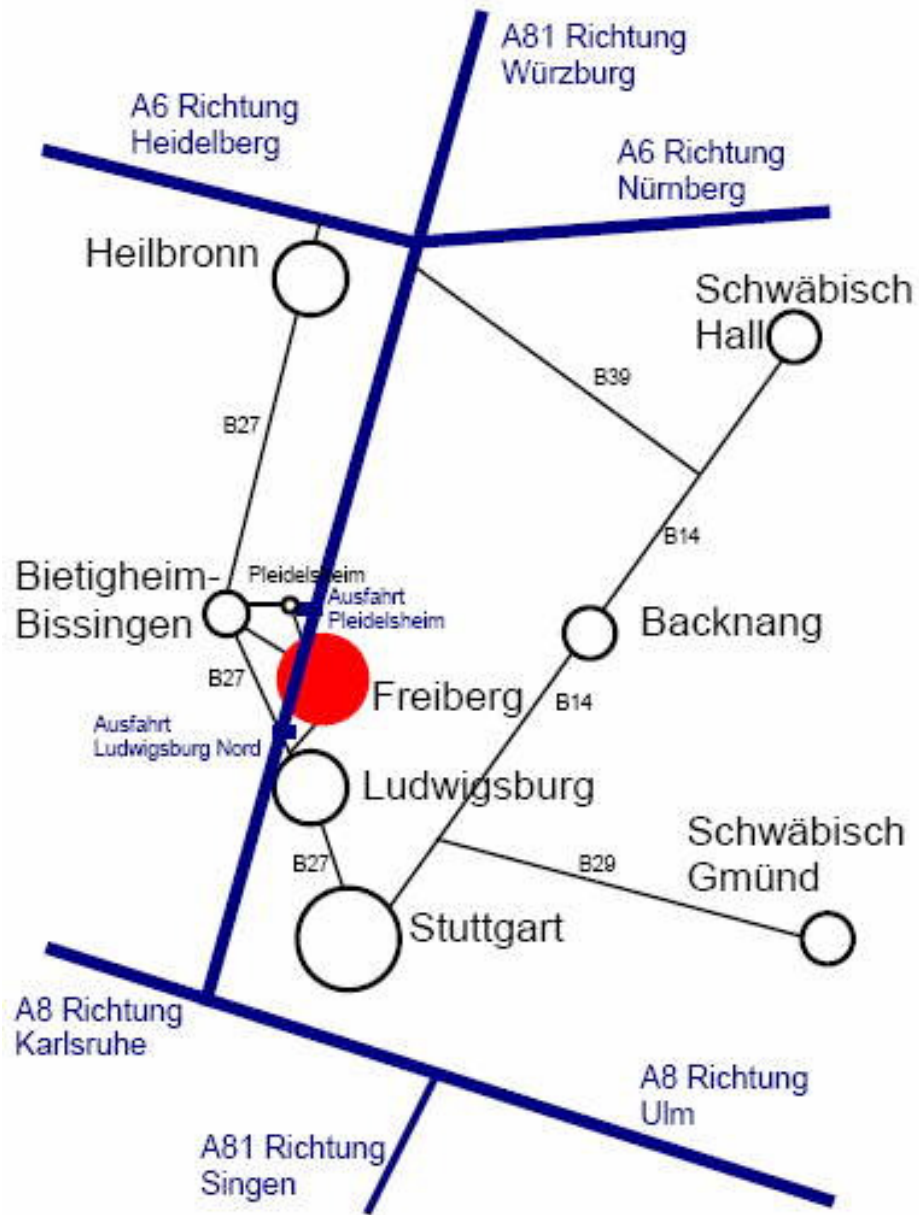 A81 Richtung
Würzburg
A6 Richtung
Heidelberg
A6 Richtung
Nürnberg
Heilbronn
Schwäbisch
Hall
B39
B27
B14
Bietigheim-
Bissingen
Pleidelsheim
Ausfahrt
Pleidelsheim
Backnang
B27
Freiberg
B14
Ausfahrt
Ludwigsburg Nord
Ludwigsburg
Schwäbisch
Gmünd
B27
B29
Stuttgart
A8 Richtung
Karlsruhe
A8 Richtung
Ulm
A81 Richtung
Singen